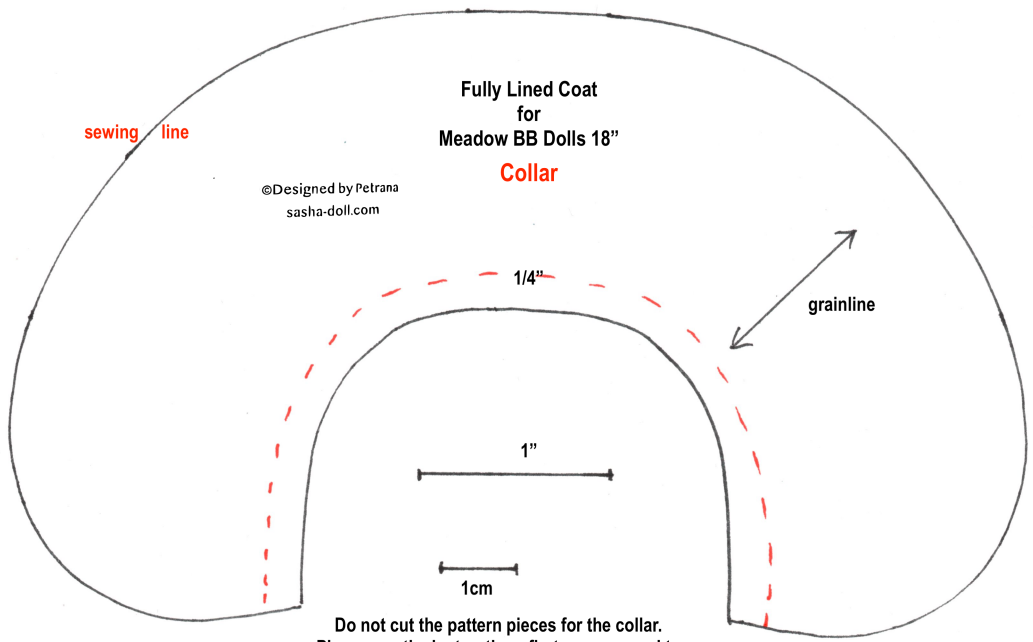 Fully Lined Coat
for
Meadow BB Dolls 18”
Collar
sewing line
©Designed by Petrana
sasha-doll.com
1/4”
grainline
1”
1cm
Do not cut the pattern pieces for the collar.